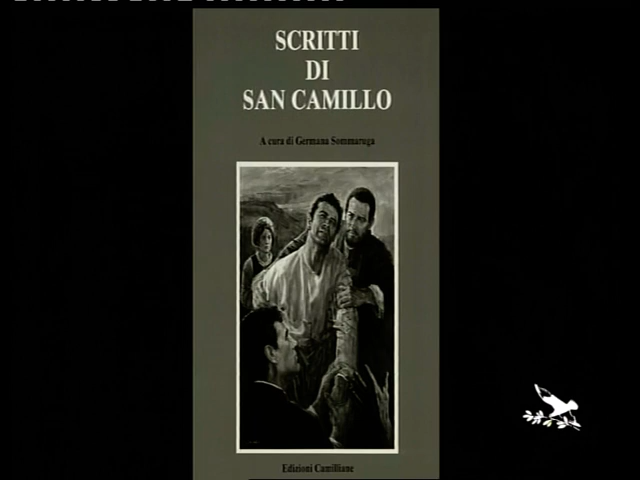 SCRITTI
DI
SAN CAMILLO
A cura di Germana Sommaruga
Edizioni Camilliane